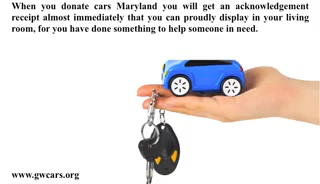 When you donate cars Maryland you will get an acknowledgement
receipt almost immediately that you can proudly display in your living
room, for you have done something to help someone in need.
www.gwcars.org